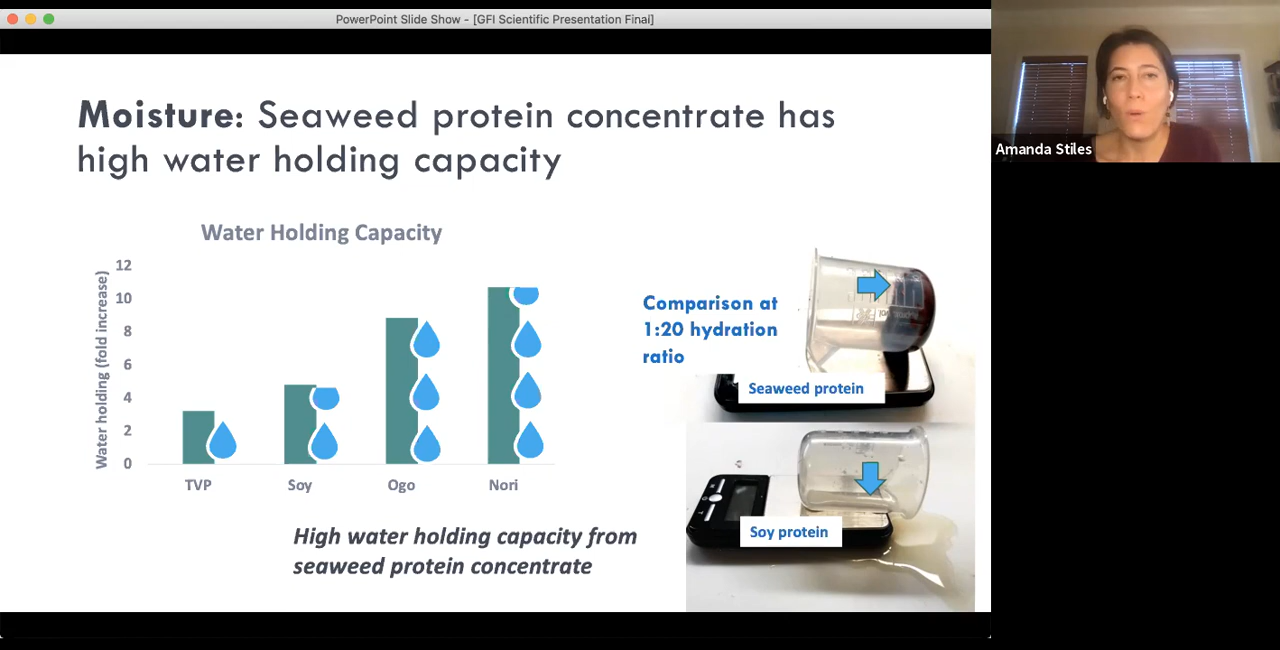 PowerPoint Slide Show - [GFI Scientific Presentation Final]
Moisture: Seaweed protein concentrate has
high water holding capacity
Water Holding Capacity
Water holding (fold increase)
12
10
8
6
4
2
0
TVP
Soy
Ogo
Nori
High water holding capacity from
seaweed protein concentrate
Comparison at
1:20 hydration
ratio
Seaweed protein
Soy protein
Amanda Stiles